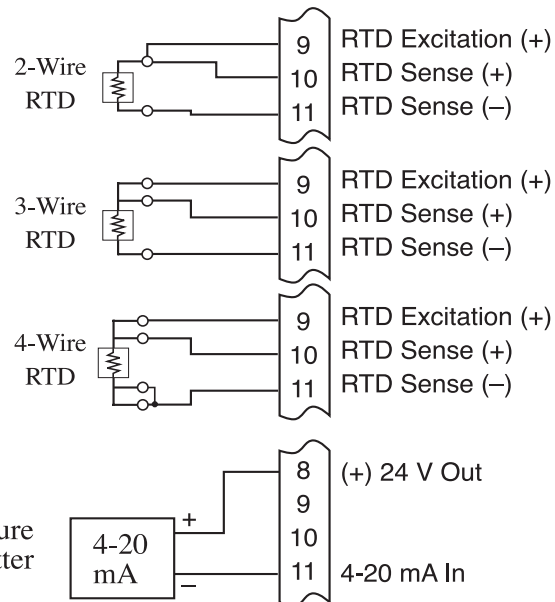 2-Wire
RTD
9 RTD Excitation (+)
10 RTD Sense (+)
11 RTD Sense (–)
3-Wire
RTD
9 RTD Excitation (+)
10 RTD Sense (+)
11 RTD Sense (–)
4-Wire
RTD
9 RTD Excitation (+)
10 RTD Sense (+)
11 RTD Sense (–)
4-20
mA
+
–
8 (+) 24 V Out
9
10
11 4-20 mA In